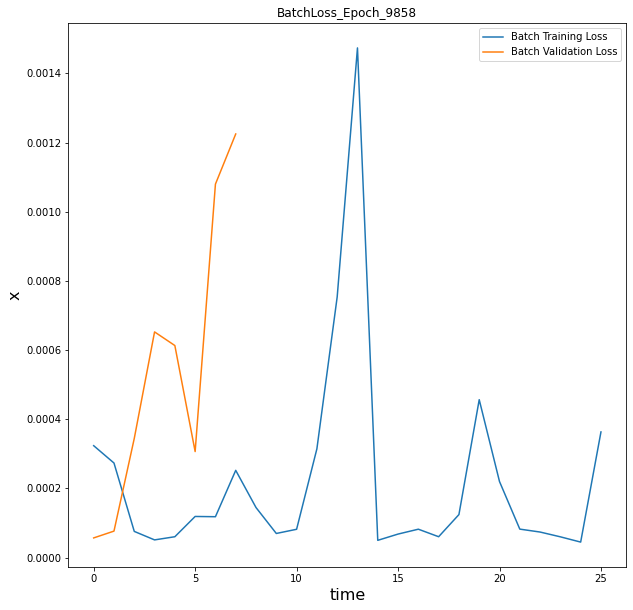 BatchLoss_Epoch_9858
Batch Training Loss
Batch Validation Loss
0.0014
0.0012
0.0010
0.0008
0.0006
0.0004
0.0002
0.0000
x
0 5 10 15 20 25
time